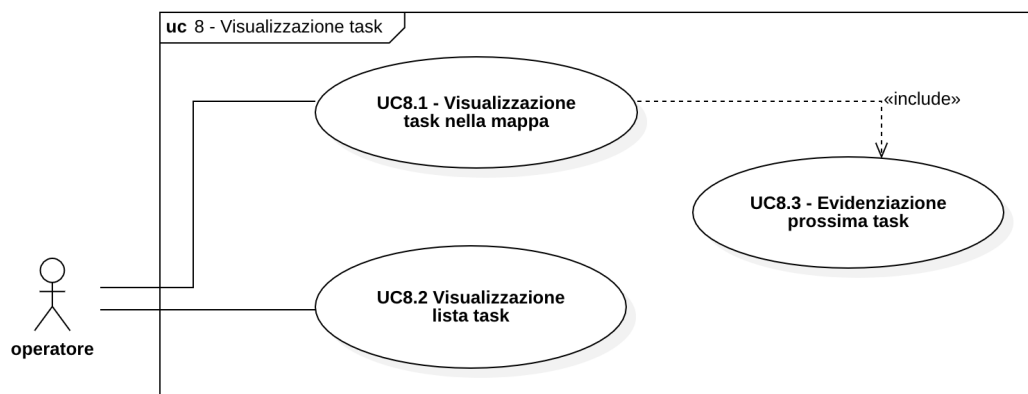 uc 8 - Visualizzazione task
UC8.1 - Visualizzazione
task nella mappa
«include»
UC8.3 - Evidenziazione
prossima task
UC8.2 Visualizzazione
lista task
operatore